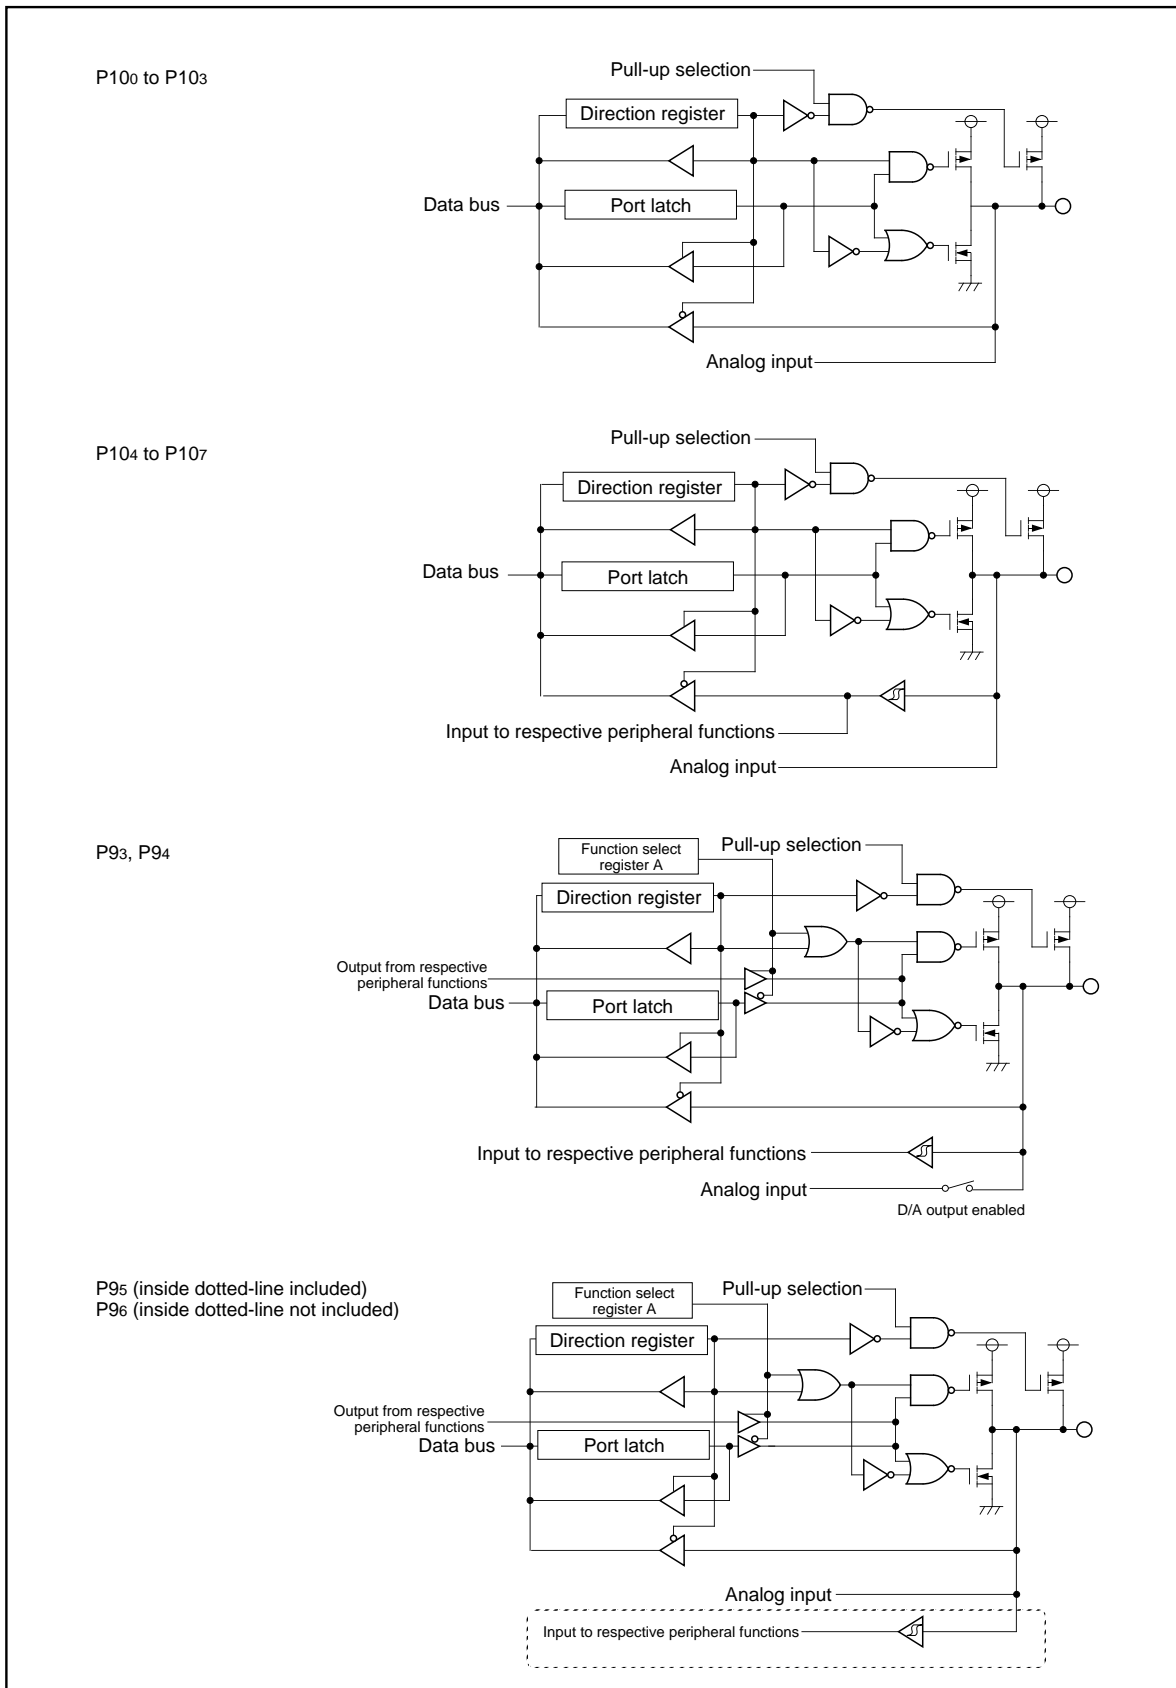 P100 to P103
Pull-up selection
Direction register
Data bus
Port latch
Analog input
P104 to P107
Pull-up selection
Direction register
Data bus
Port latch
Input to respective peripheral functions
Analog input
P93, P94
Function select
register A
Pull-up selection
Direction register
Output from respective
peripheral functions
Data bus
Port latch
Input to respective peripheral functions
Analog input
D/A output enabled
P95 (inside dotted-line included)
P96 (inside dotted-line not included)
Function select
register A
Pull-up selection
Direction register
Output from respective
peripheral functions
Data bus
Port latch
Analog input
Input to respective peripheral functions